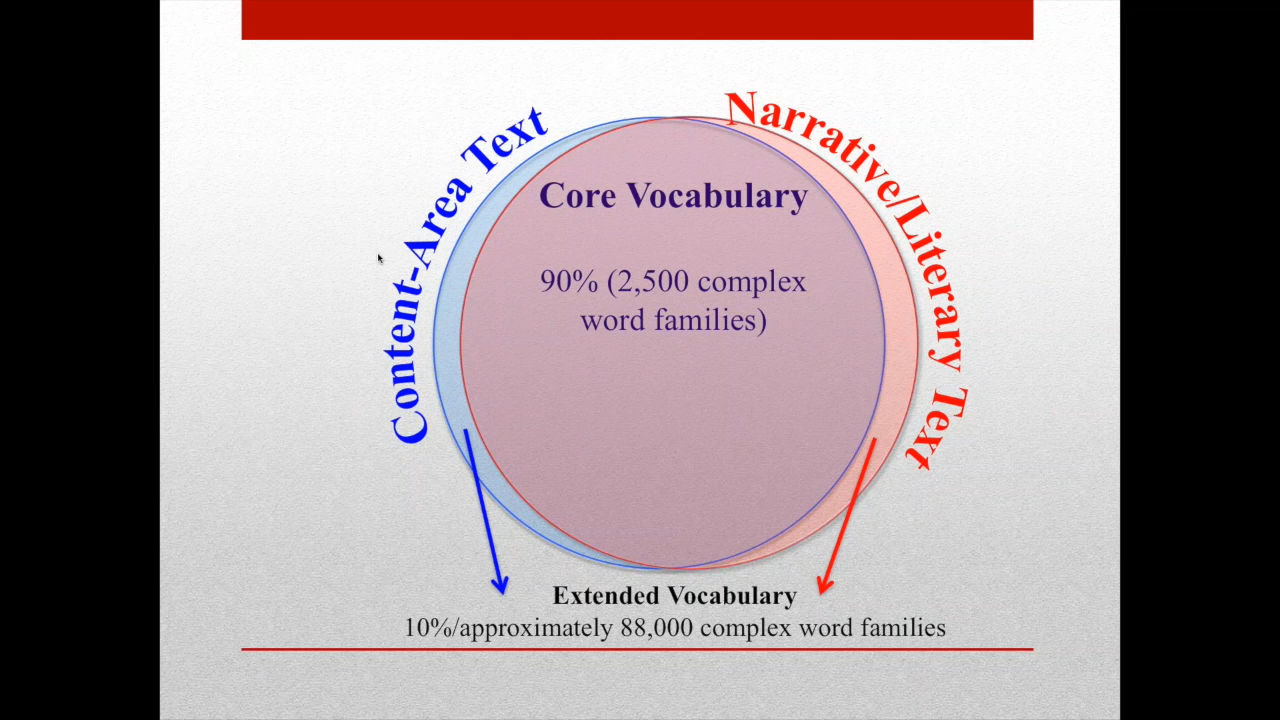 Content-Area Text
Narrative/Literary Text
Core Vocabulary
90% (2,500 complex
word families)
Extended Vocabulary
10%/approximately 88,000 complex word families